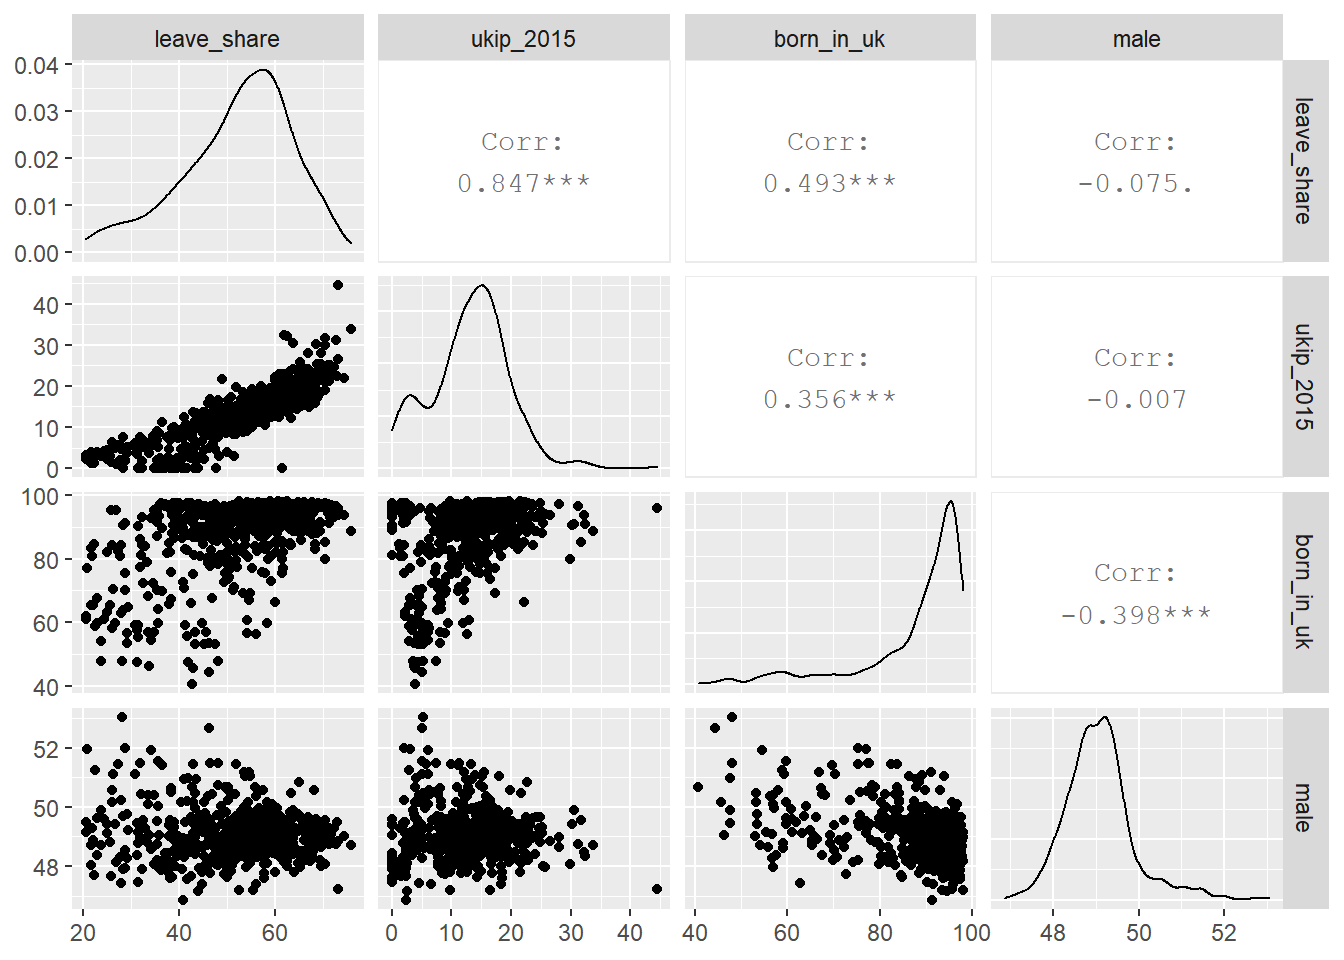 leave_share ukip_2015 born_in_uk male
0.04
0.03
0.02
0.01
0.00
Corr:
0.847***
Corr:
0.493***
Corr:
-0.075.
leave_share
40
30
20
10
0
Corr:
0.356***
Corr:
-0.007
ukip_2015
100
80
60
40
Corr:
-0.398***
born_in_uk
52
50
48
male
20 40 60 0 10 20 30 40 40 60 80 100 48 50 52